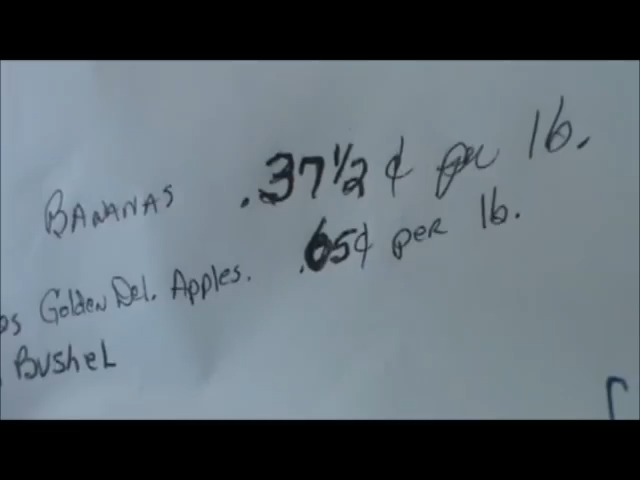 BANANAS .37½ ¢ per lb.
Golden Del. Apples. .65¢ per lb.
Bushel